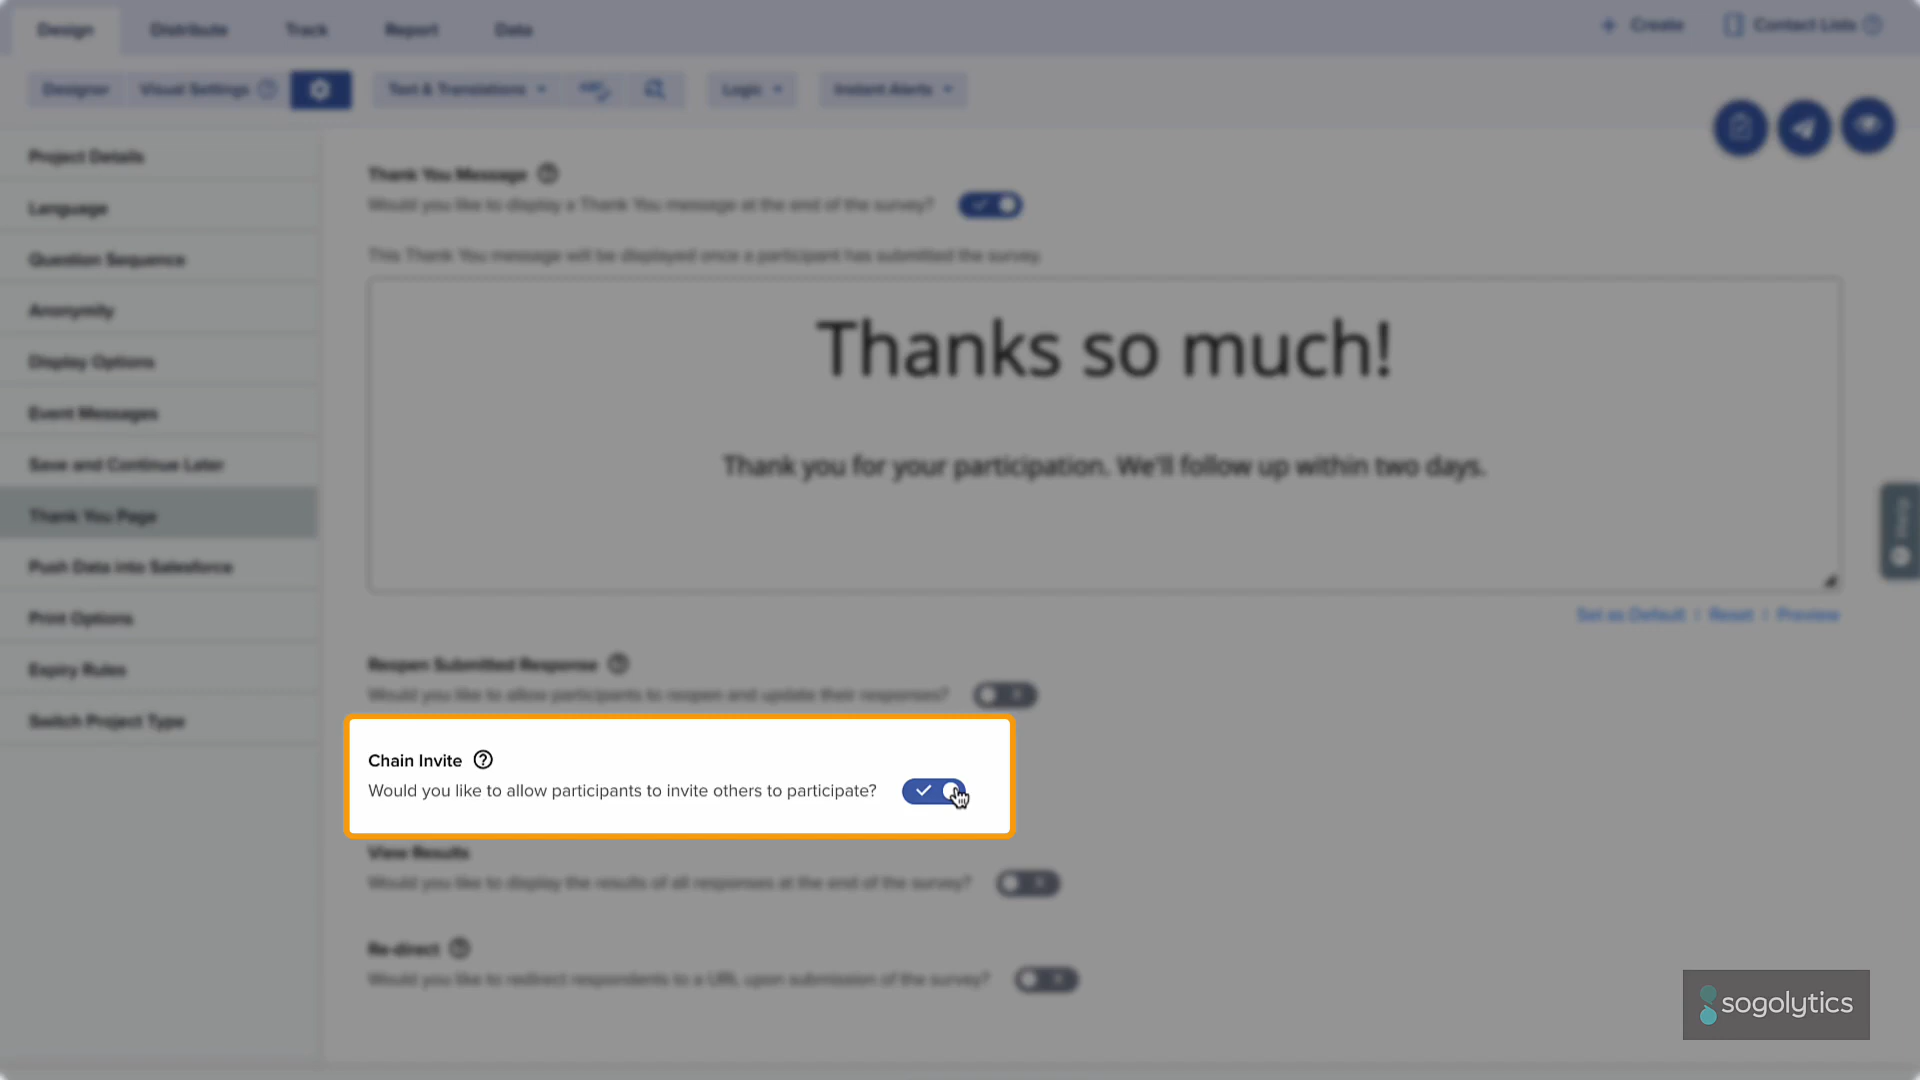 Design
Distribute
Track
Report
Data
Create
Contact Lists
Designer
Visual Settings
Text & Translations
Logic
Instant Alerts
Project Details
Language
Question Sequence
Anonymity
Display Options
Event Messages
Save and Continue Later
Thank You Page
Push Data into Salesforce
Print Options
Expiry Rules
Switch Project Type
Thank You Message
Would you like to display a Thank You message at the end of the survey?
This Thank You message will be displayed once a participant has submitted the survey.
Thanks so much!
Thank you for your participation. We'll follow up within two days.
Set as Default | Reset | Preview
Reopen Submitted Response
Would you like to allow participants to reopen and update their responses?
Chain Invite
Would you like to allow participants to invite others to participate?
View Results
Would you like to display the results of all responses at the end of the survey?
Re-direct
Would you like to redirect respondents to a URL upon submission of the survey?
Help
sogolytics